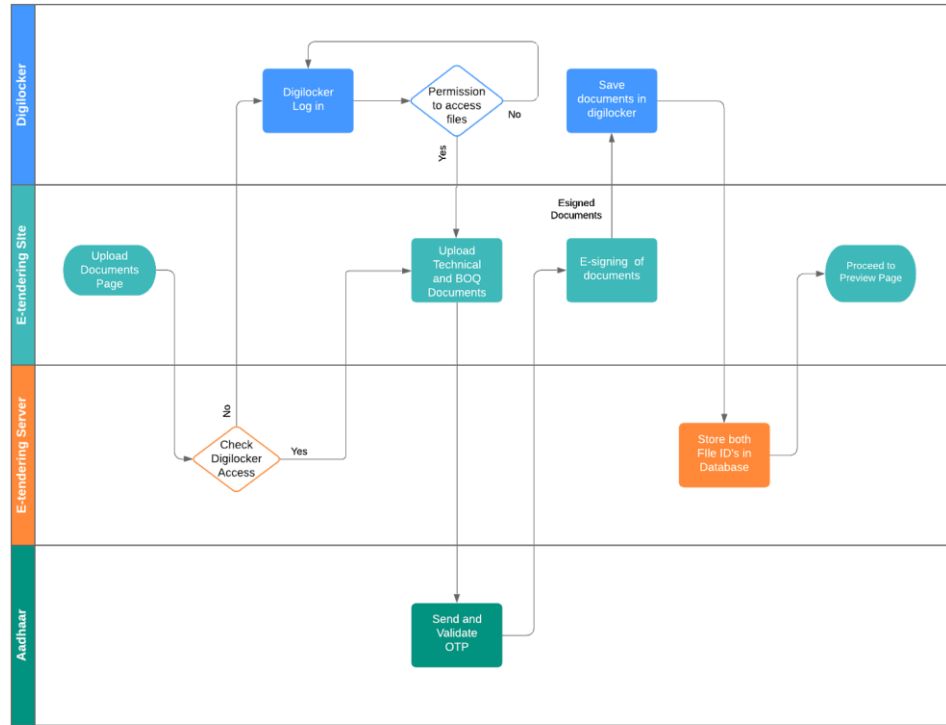 Digilocker
Digilocker
Log in
Permission
to access
files
No
Yes
Save
documents in
digilocker
E-tendering Site
Upload
Documents
Page
Upload
Technical
and BOQ
Documents
Esigned
Documents
E-signing of
documents
Proceed to
Preview Page
E-tendering Server
No
Check
Digilocker
Access
Yes
Store both
FIle ID's in
Database
Aadhaar
Send and
Validate
OTP